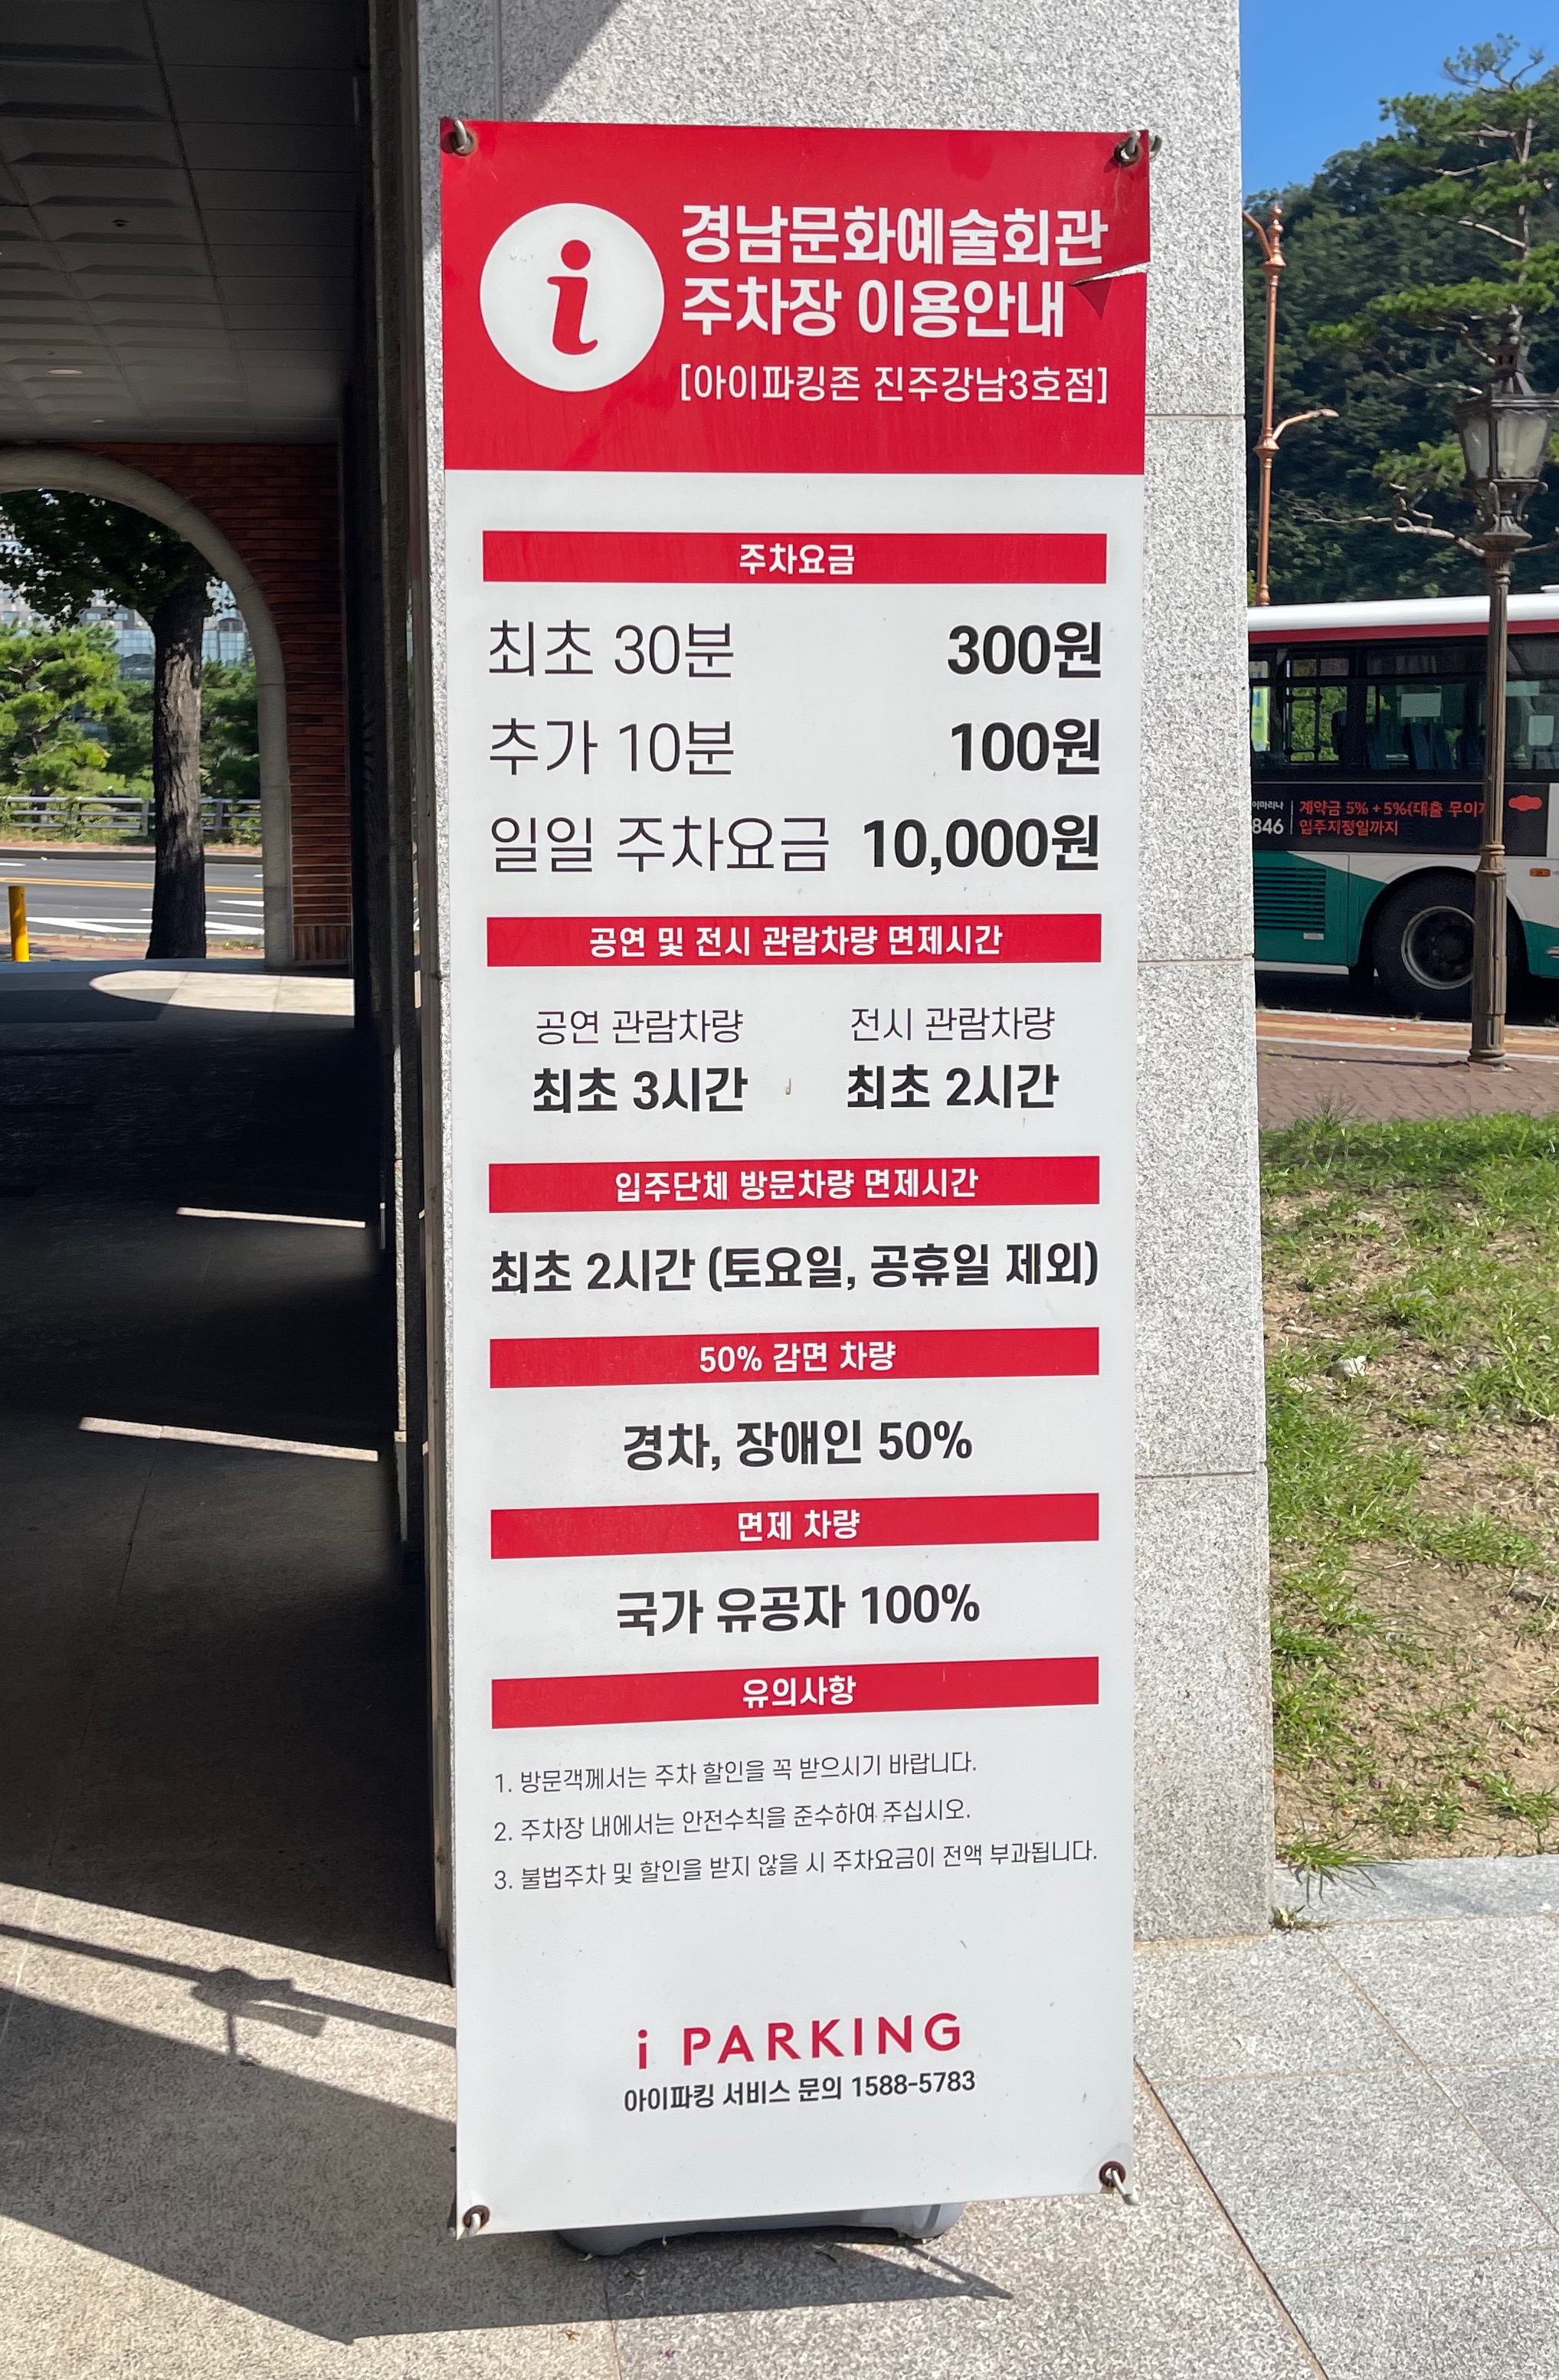 경남문화예술회관
주차장 이용안내
[아이파킹존 진주강남3호점]
주차요금
최초 30분 300원
추가 10분 100원
일일 주차요금 10,000원
공연 및 전시 관람차량 면제시간
공연 관람차량 전시 관람차량
최초 3시간 최초 2시간
입주단체 방문차량 면제시간
최초 2시간 (토요일, 공휴일 제외)
50% 감면 차량
경차, 장애인 50%
면제 차량
국가 유공자 100%
유의사항
1. 방문객께서는 주차 할인을 꼭 받으시기 바랍니다.
2. 주차장 내에서는 안전수칙을 준수하여 주십시오.
3. 불법주차 및 할인을 받지 않을 시 주차요금이 전액 부과됩니다.
i PARKING
아이파킹 서비스 문의 1588-5783
846
계약금 5% + 5%(대출 무이
입주지정일까지